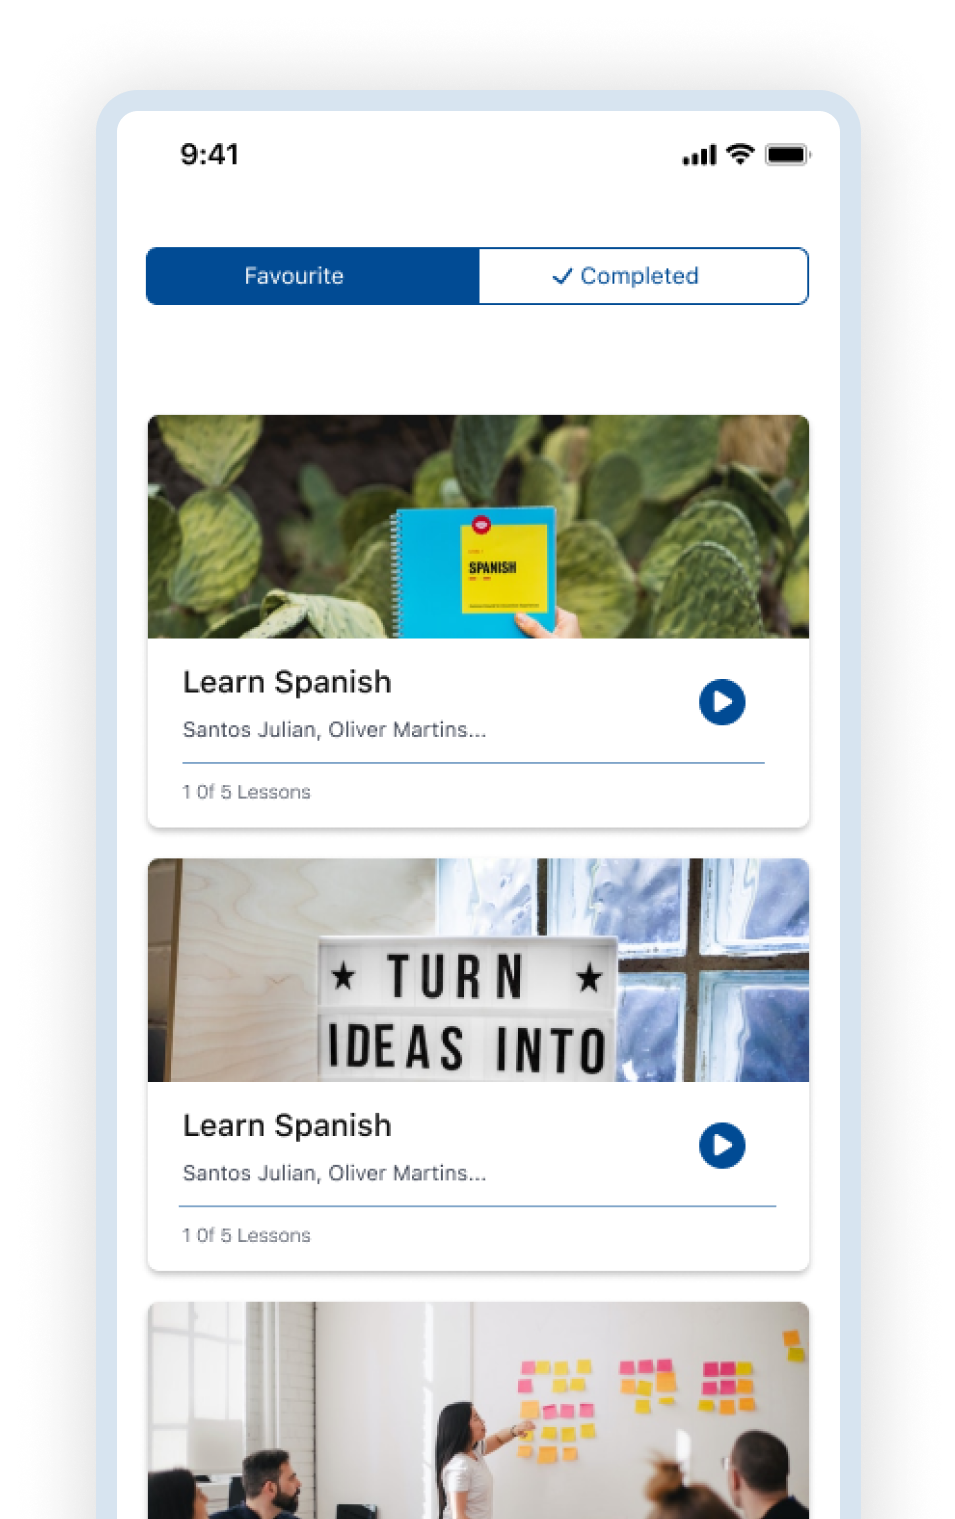 9:41
Favourite
Completed
SPANISH
Learn Spanish
Santos Julian, Oliver Martins...
1 Of 5 Lessons
TURN
IDEAS INTO
Learn Spanish
Santos Julian, Oliver Martins...
1 Of 5 Lessons